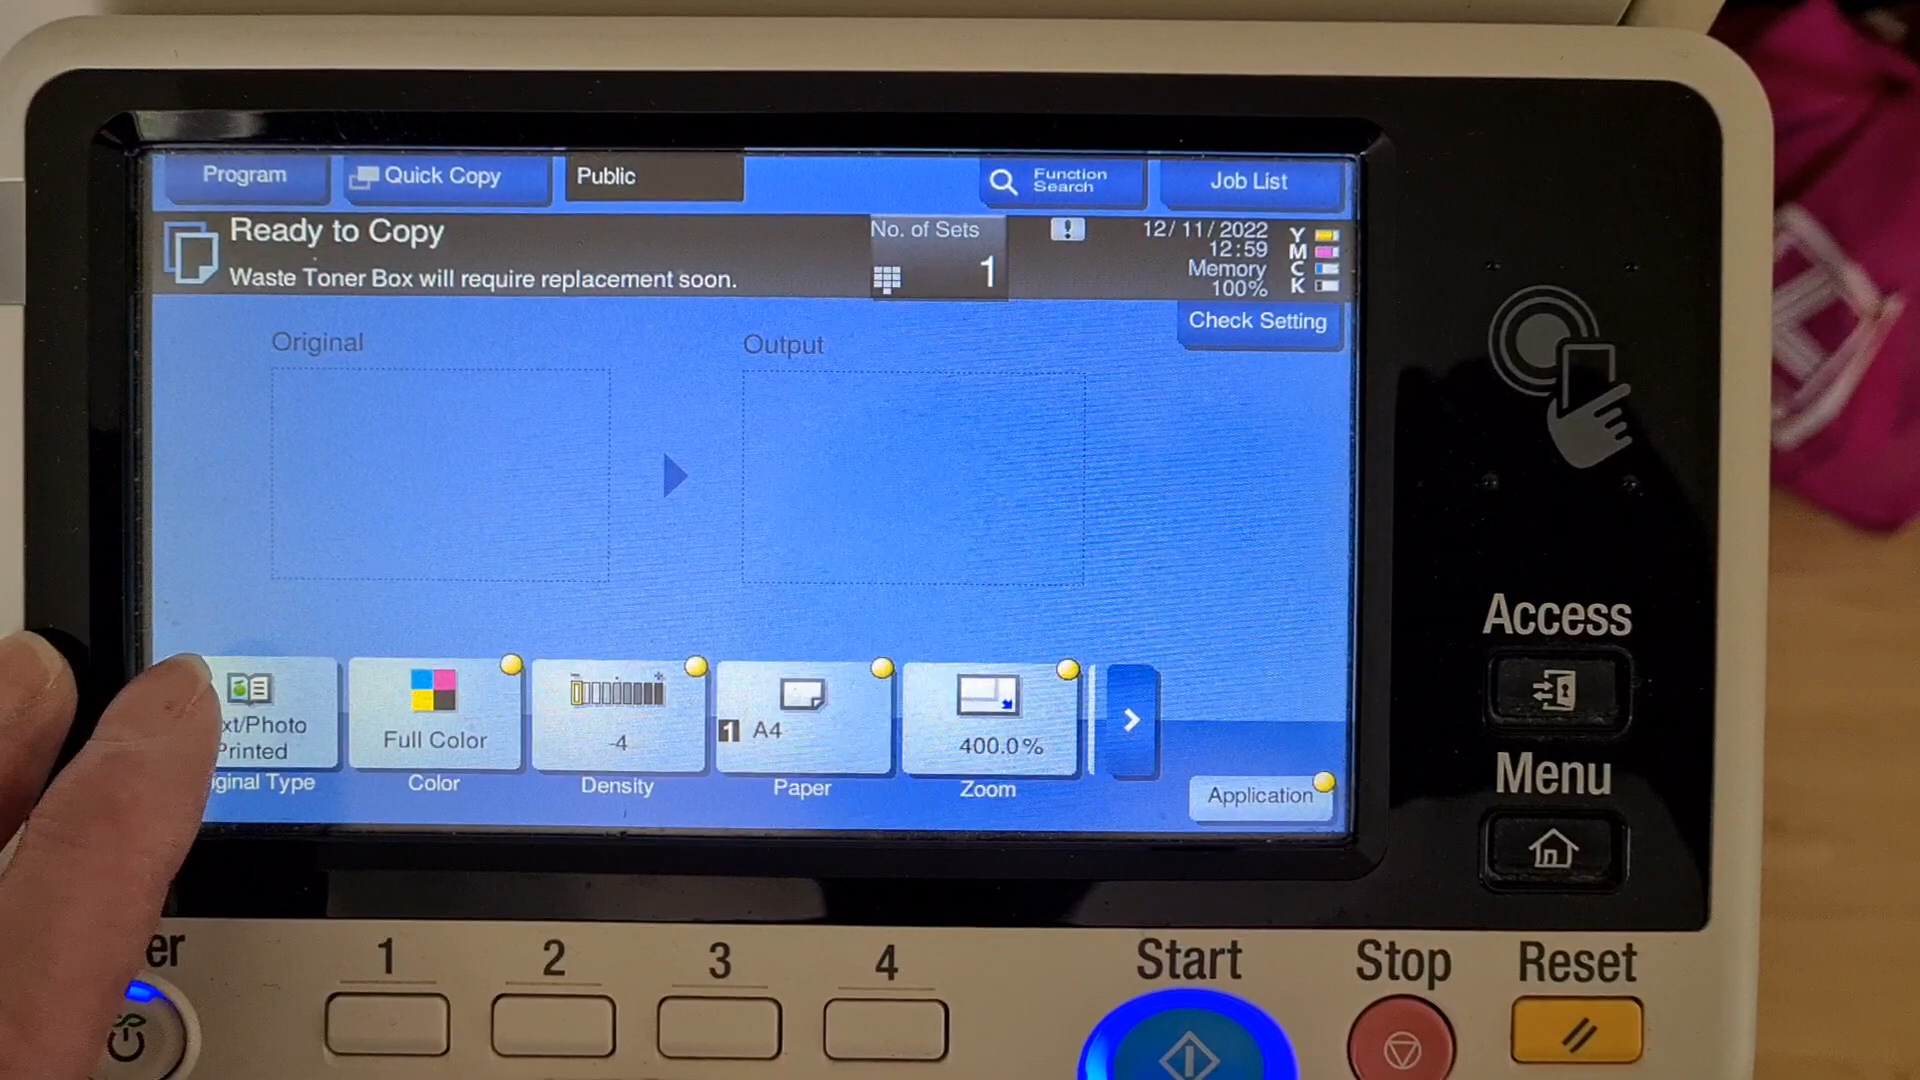 Program
Quick Copy
Public
Function
Search
Job List
Ready to Copy
No. of Sets
12/11/2022
Y
12:59
M
Memory
C
Waste Toner Box will require replacement soon.
1
100%
K
Check Setting
Original
Output
xt/Photo
Printed
Full Color
-4
1 A4
400.0%
ginal Type
Color
Density
Paper
Zoom
Application
Access
Menu
er
1
2
3
4
Start
Stop
Reset